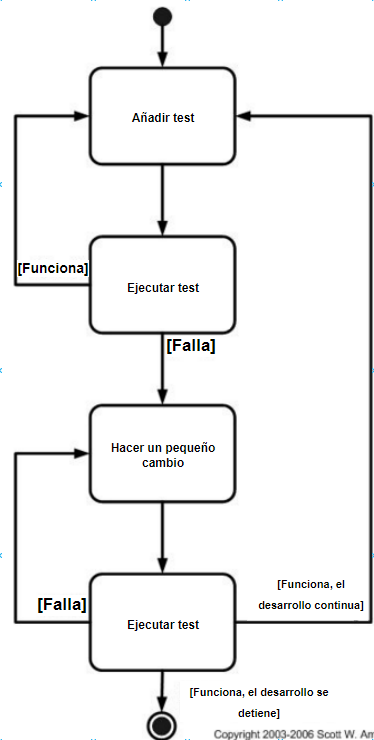 Añadir test
[Funciona]
Ejecutar test
[Falla]
Hacer un pequeño
cambio
[Falla]
Ejecutar test
[Funciona, el
desarrollo continua]
[Funciona, el desarrollo se
detiene]
Copyright 2003-2006 Scott W.